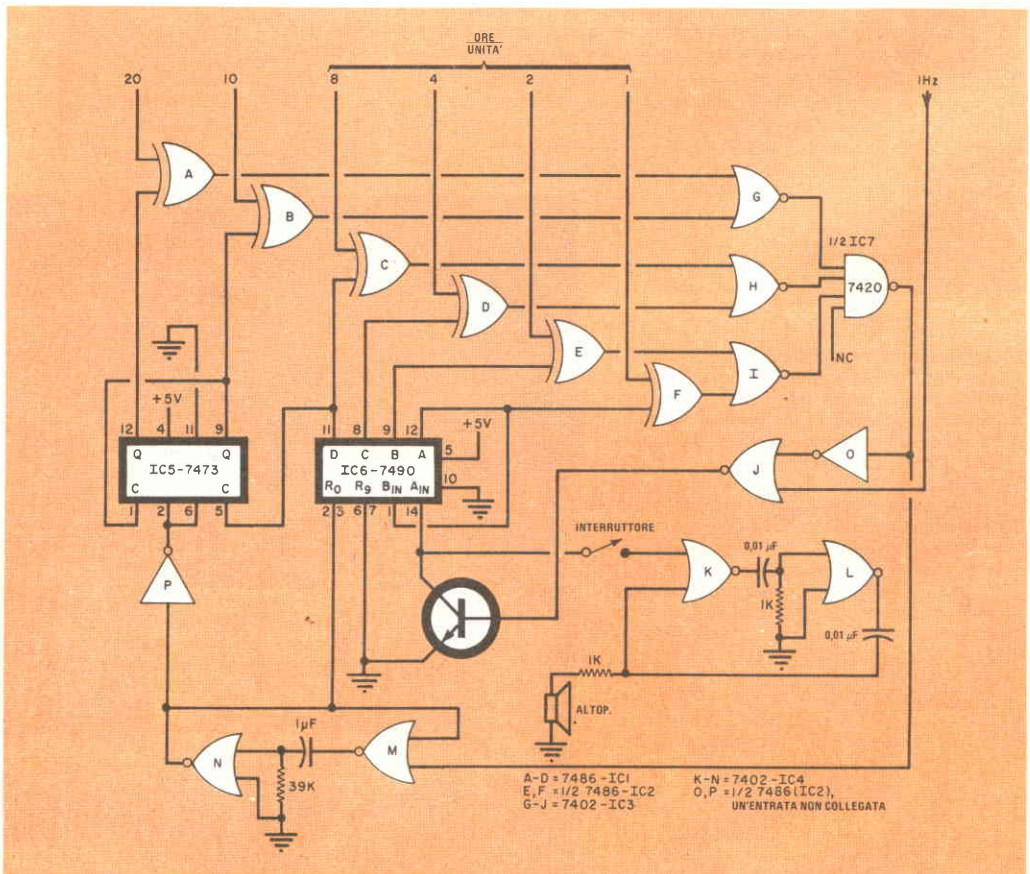 ORE
UNITA'
20 10 8 4 2 1 1Hz
A
G
B
1/2 IC7
C
7420
H
D
E
NC
I
F
+5V
12 4 11 9
Q Q
IC5-7473
C C
1 2 6 5
11 8 9 12
D C B A
IC6-7490
R0 R9 BIN AIN
2 3 6 7 1 14
+5V
5
10
J
O
INTERRUTTORE
K
0,01 µF
1K
L
0,01 µF
P
1K
ALTOP.
1µF
N
M
39K
A-D = 7486-IC1
E,F = 1/2 7486-IC2
G-J = 7402-IC3
K-N = 7402-IC4
O,P = 1/2 7486(IC2),
UN'ENTRATA NON COLLEGATA